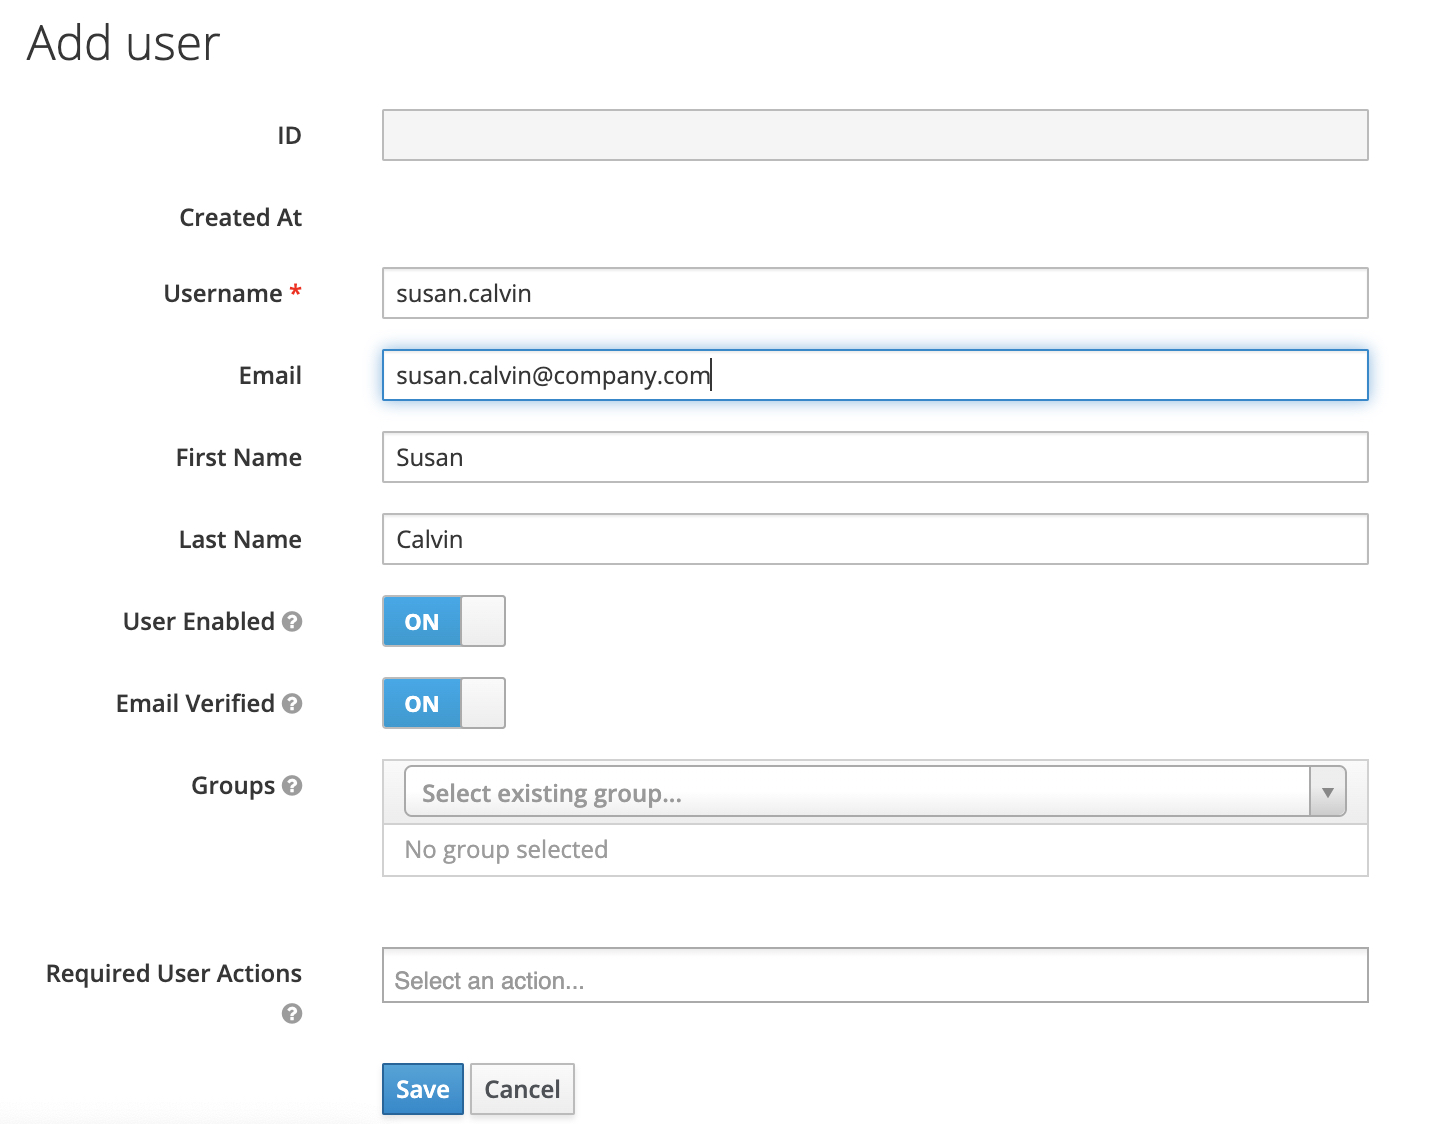 Add user
ID
Created At
Username *
susan.calvin
Email
susan.calvin@company.com
First Name
Susan
Last Name
Calvin
User Enabled ?
ON
Email Verified ?
ON
Groups ?
Select existing group...
No group selected
Required User Actions
?
Select an action...
Save Cancel